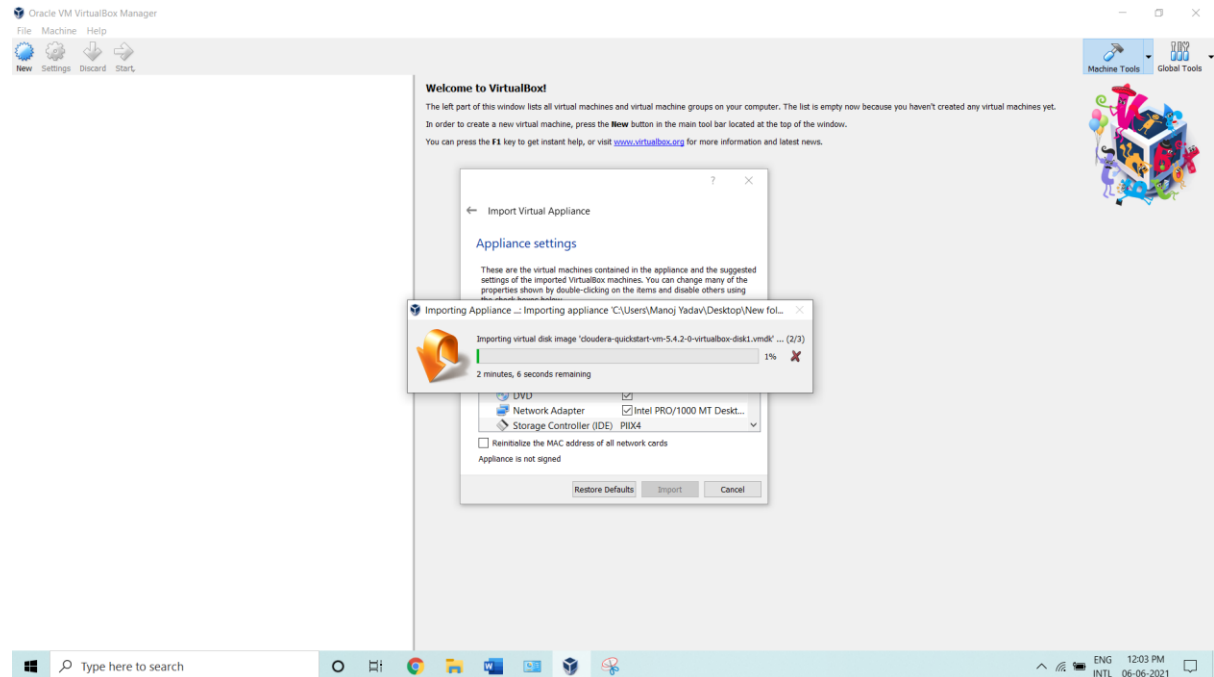 Oracle VM VirtualBox Manager
File Machine Help
New Settings Discard Start
Machine Tools Global Tools
Welcome to VirtualBox!
The left part of this window lists all virtual machines and virtual machine groups on your computer. The list is empty now because you haven't created any virtual machines yet.
In order to create a new virtual machine, press the New button in the main tool bar located at the top of the window.
You can press the F1 key to get instant help, or visit www.virtualbox.org for more information and latest news.
?
Import Virtual Appliance
Appliance settings
These are the virtual machines contained in the appliance and the suggested
settings of the imported VirtualBox machines. You can change many of the
properties shown by double-clicking on the items and disable others using
the check boxes below.
Importing Appliance ...: Importing appliance 'C:\Users\Manoj Yadav\Desktop\New fol...
Importing virtual disk image 'cloudera-quickstart-vm-5.4.2-0-virtualbox-disk1.vmdk' ... (2/3)
1%
2 minutes, 6 seconds remaining
DVD
Network Adapter Intel PRO/1000 MT Deskt...
Storage Controller (IDE) PIIX4
Reinitialize the MAC address of all network cards
Appliance is not signed
Restore Defaults Import Cancel
Type here to search
ENG 12:03 PM
INTL 06-06-2021